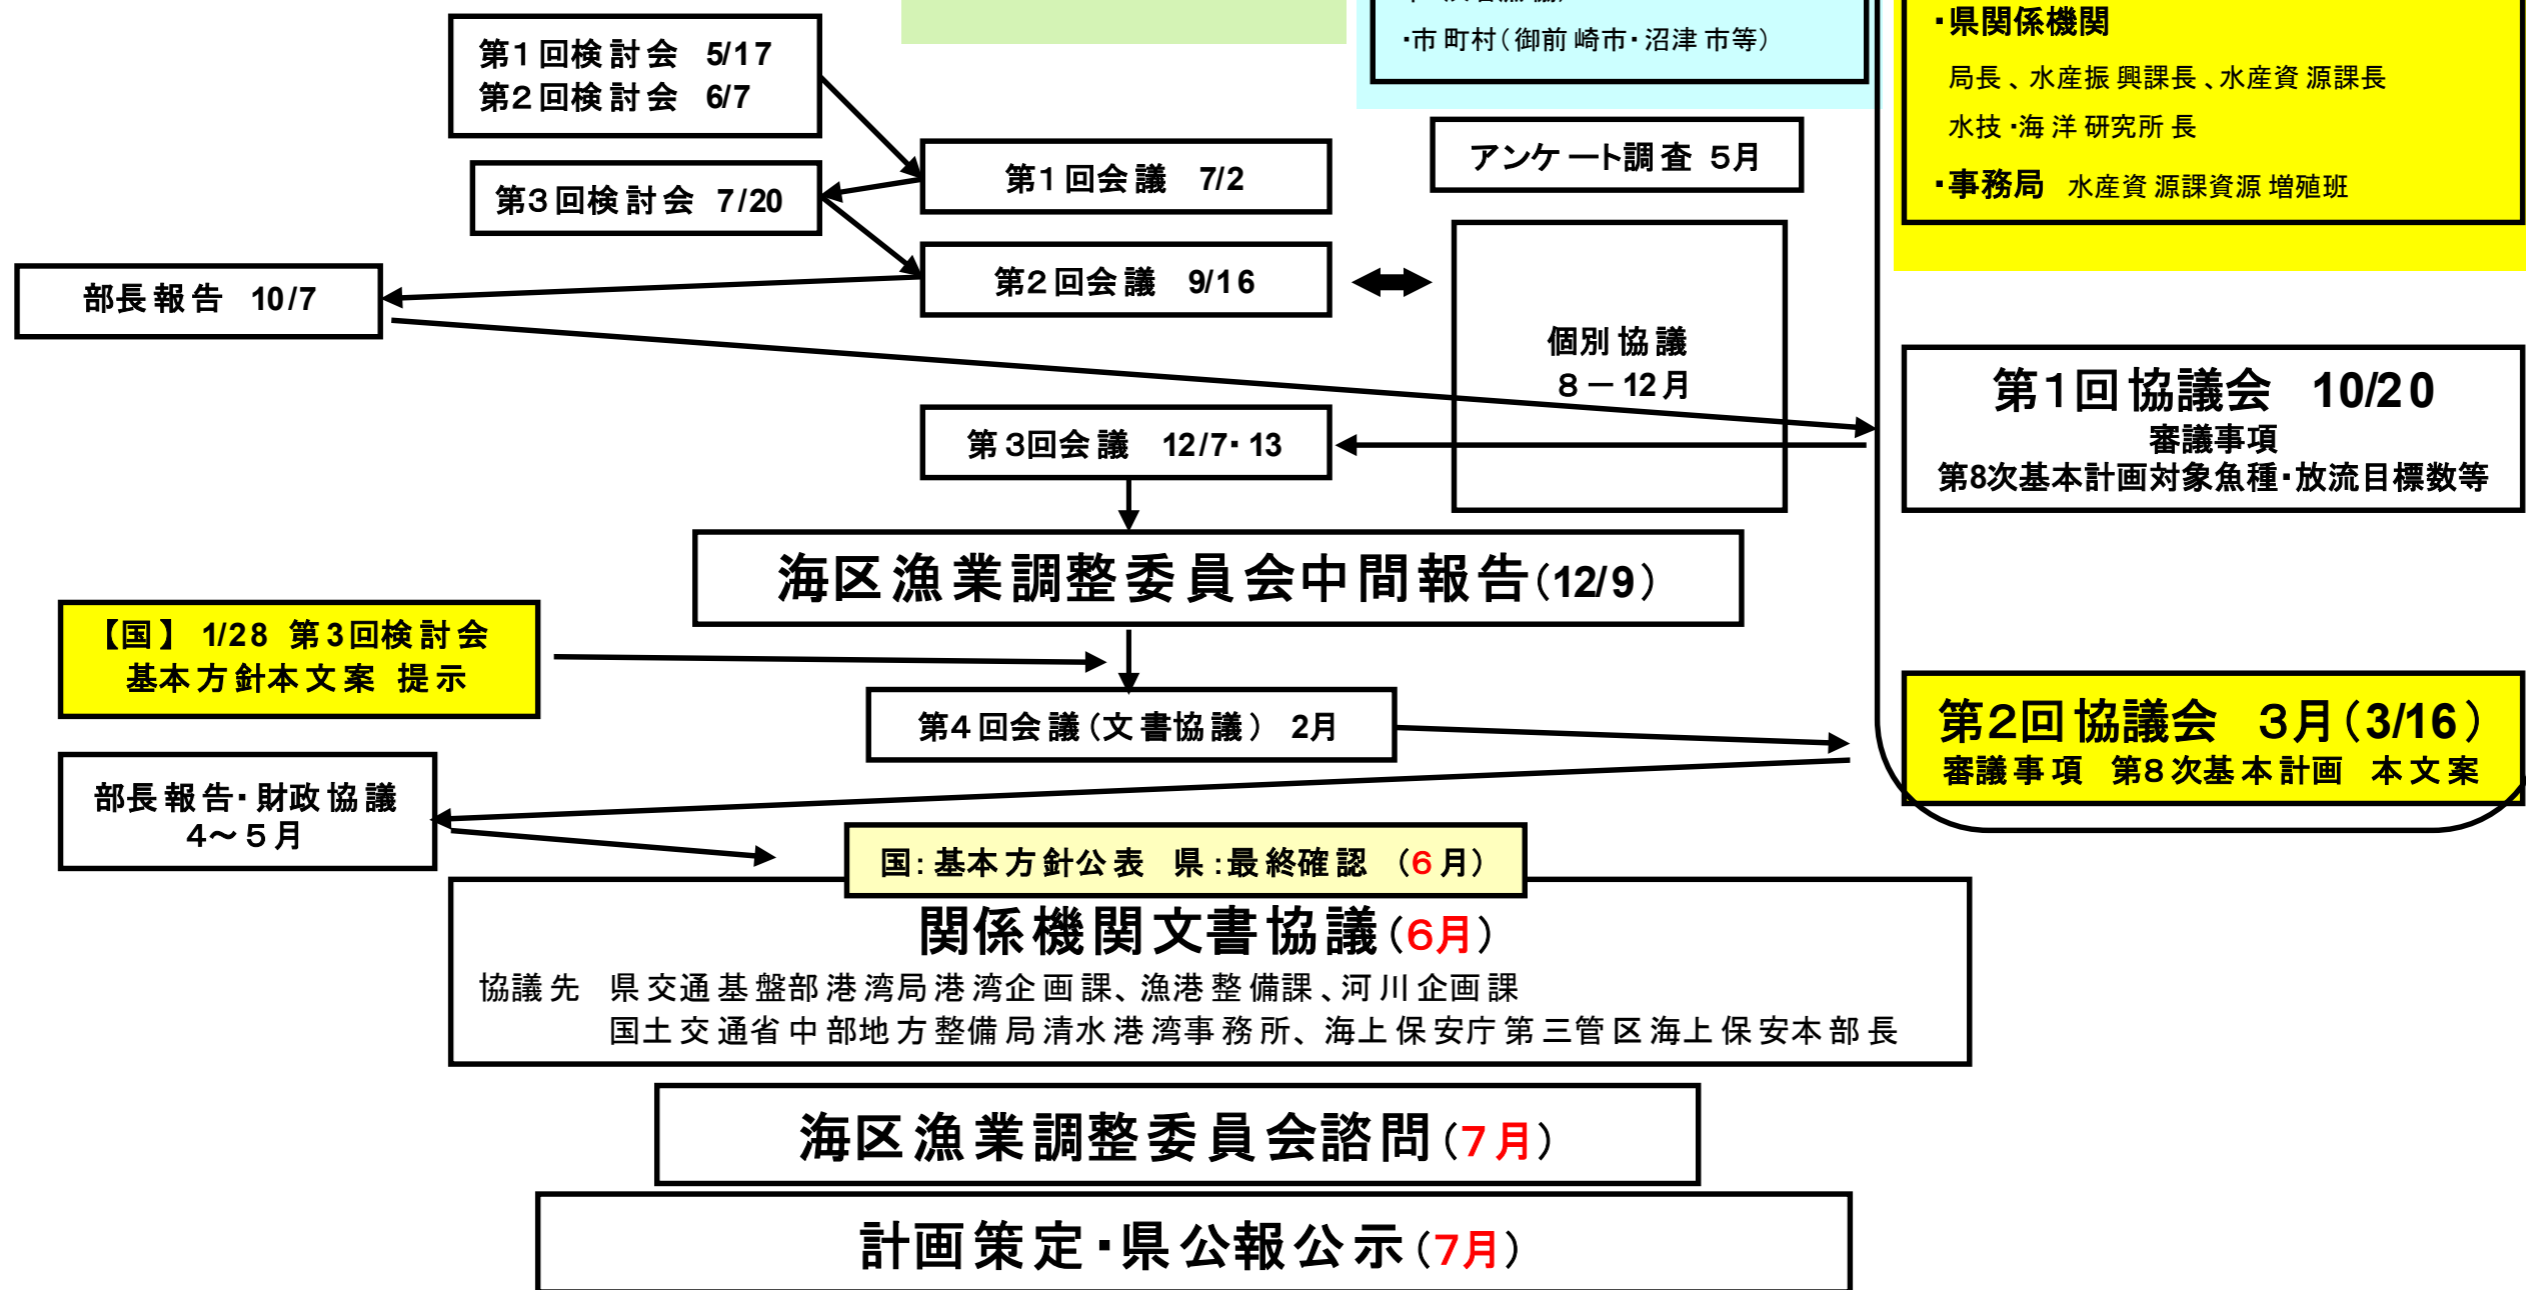 ・市町村（御前崎市・沼津市等）
・県関係機関
局長、水産振興課長、水産資源課長
水技・海洋研究所長
・事務局　水産資源課資源増殖班
第１回検討会　5/17
第２回検討会　6/7
第１回会議　7/2
アンケート調査　５月
第３回検討会　7/20
第２回会議　9/16
部長報告　10/7
個別協議
８－12月
第１回協議会　10/20
審議事項
第8次基本計画対象魚種・放流目標数等
第３回会議　12/7・13
海区漁業調整委員会中間報告（12/9）
【国】 1/28 第３回検討会
基本方針本文案 提示
第４回会議（文書協議）　2月
第２回協議会　３月（3/16）
審議事項　第８次基本計画　本文案
部長報告・財政協議
４～５月
国：基本方針公表　県：最終確認　（６月）
関係機関文書協議（６月）
協議先　県交通基盤部港湾局港湾企画課、漁港整備課、河川企画課
国土交通省中部地方整備局清水港湾事務所、海上保安庁第三管区海上保安本部長
海区漁業調整委員会諮問（７月）
計画策定・県公報公示（７月）